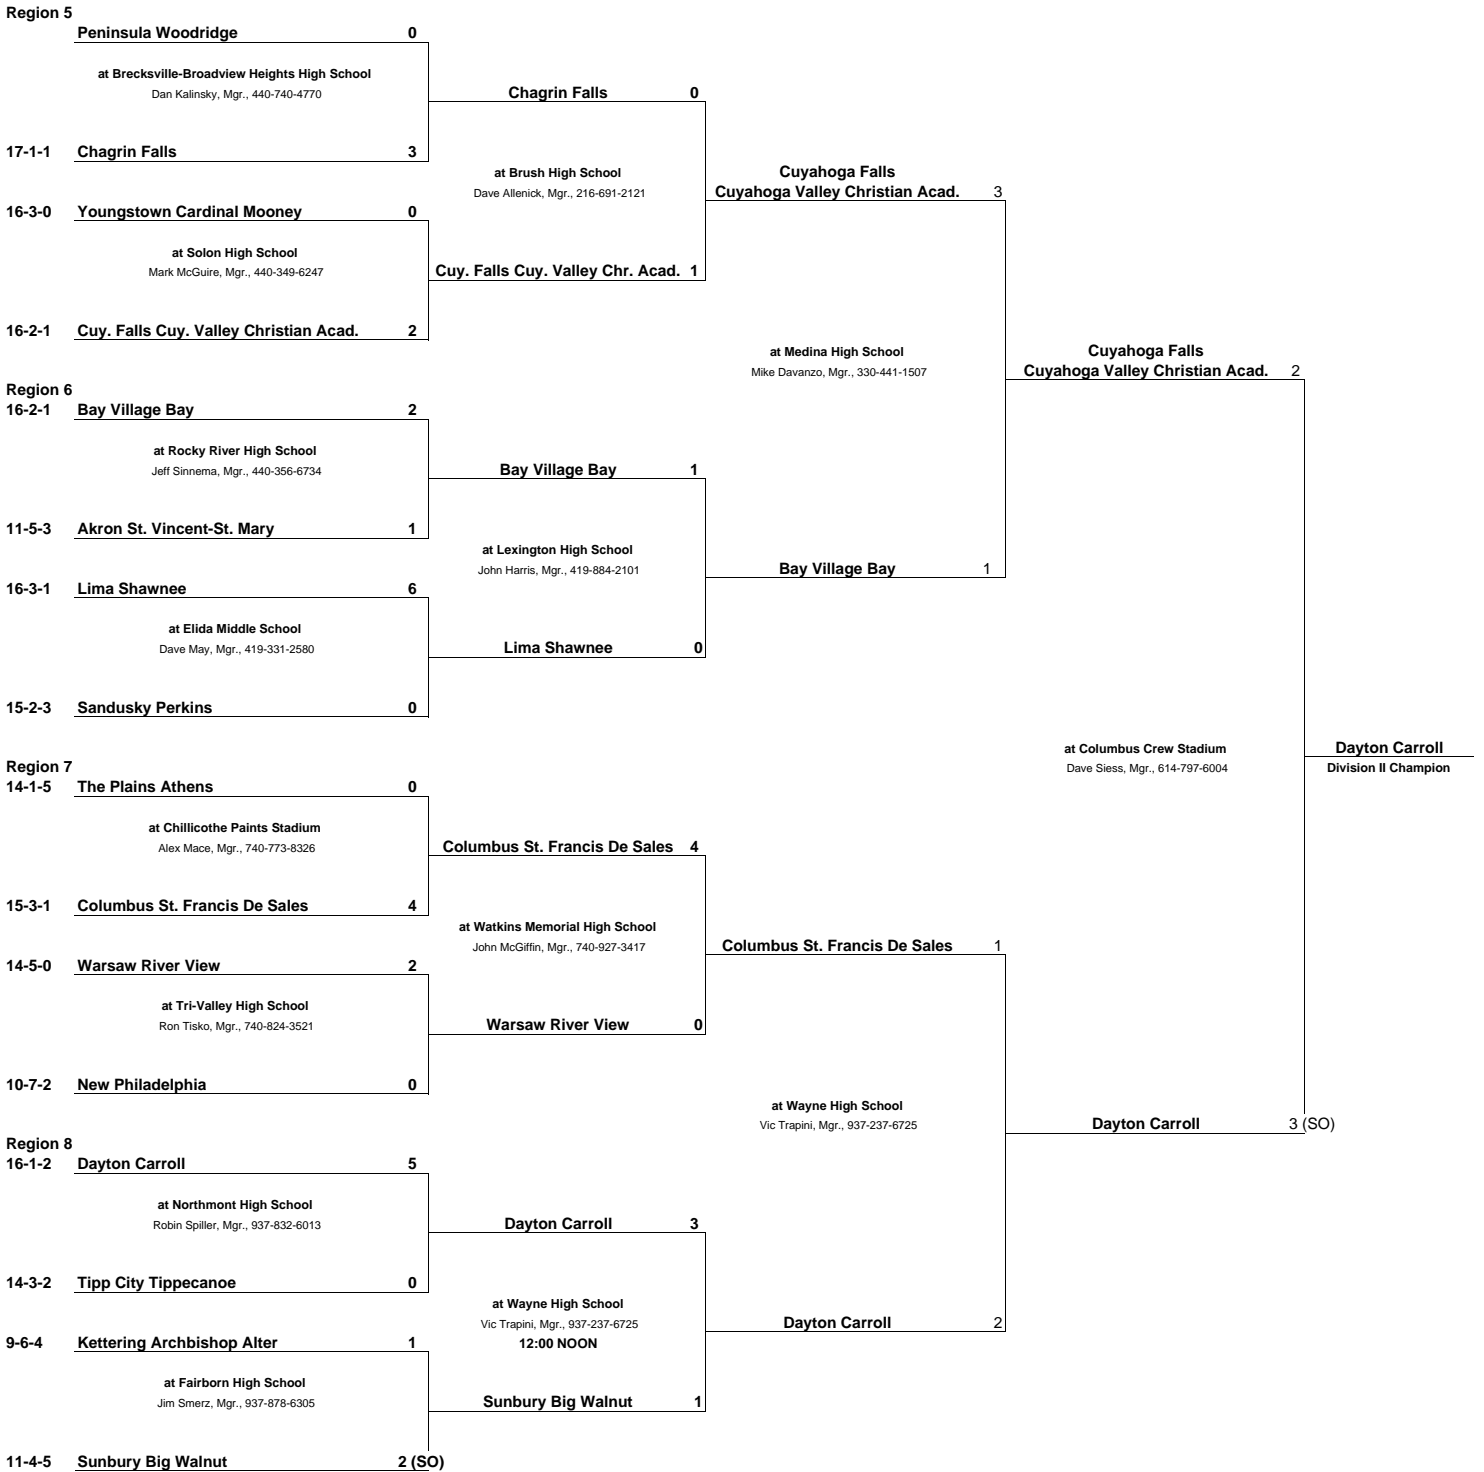 Region 5
Peninsula Woodridge 0
at Brecksville-Broadview Heights High School
Dan Kalinsky, Mgr., 440-740-4770
Chagrin Falls 0
17-1-1 Chagrin Falls 3
at Brush High School
Dave Allenick, Mgr., 216-691-2121
Cuyahoga Falls
Cuyahoga Valley Christian Acad. 3
16-3-0 Youngstown Cardinal Mooney 0
at Solon High School
Mark McGuire, Mgr., 440-349-6247
Cuy. Falls Cuy. Valley Chr. Acad. 1
16-2-1 Cuy. Falls Cuy. Valley Christian Acad. 2
at Medina High School
Mike Davanzo, Mgr., 330-441-1507
Cuyahoga Falls
Cuyahoga Valley Christian Acad. 2
Region 6
16-2-1 Bay Village Bay 2
at Rocky River High School
Jeff Sinnema, Mgr., 440-356-6734
Bay Village Bay 1
11-5-3 Akron St. Vincent-St. Mary 1
at Lexington High School
John Harris, Mgr., 419-884-2101
Bay Village Bay 1
16-3-1 Lima Shawnee 6
at Elida Middle School
Dave May, Mgr., 419-331-2580
Lima Shawnee 0
15-2-3 Sandusky Perkins 0
at Columbus Crew Stadium
Dave Siess, Mgr., 614-797-6004
Dayton Carroll
Division II Champion
Region 7
14-1-5 The Plains Athens 0
at Chillicothe Paints Stadium
Alex Mace, Mgr., 740-773-8326
Columbus St. Francis De Sales 4
15-3-1 Columbus St. Francis De Sales 4
at Watkins Memorial High School
John McGiffin, Mgr., 740-927-3417
Columbus St. Francis De Sales 1
14-5-0 Warsaw River View 2
at Tri-Valley High School
Ron Tisko, Mgr., 740-824-3521
Warsaw River View 0
10-7-2 New Philadelphia 0
at Wayne High School
Vic Trapini, Mgr., 937-237-6725
Dayton Carroll 3 (SO)
Region 8
16-1-2 Dayton Carroll 5
at Northmont High School
Robin Spiller, Mgr., 937-832-6013
Dayton Carroll 3
14-3-2 Tipp City Tippecanoe 0
at Wayne High School
Vic Trapini, Mgr., 937-237-6725
12:00 NOON
Dayton Carroll 2
9-6-4 Kettering Archbishop Alter 1
at Fairborn High School
Jim Smerz, Mgr., 937-878-6305
Sunbury Big Walnut 1
11-4-5 Sunbury Big Walnut 2 (SO)